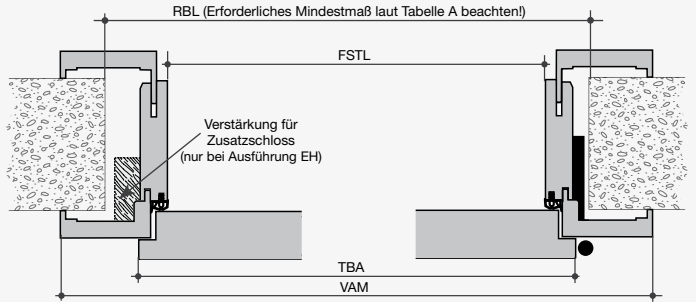 RBL (Erforderliches Mindestmaß laut Tabelle A beachten!)
FSTL
Verstärkung für
Zusatzschloss
(nur bei Ausführung EH)
TBA
VAM